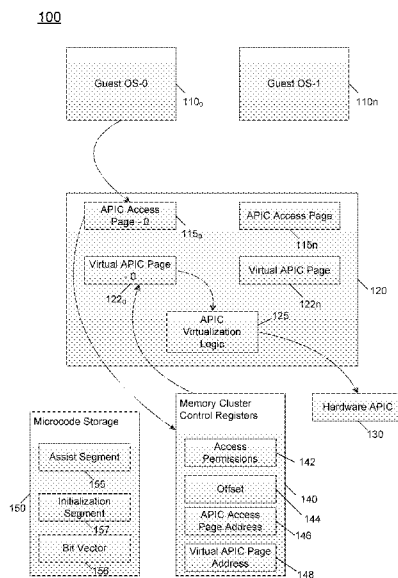 100
Guest OS-0
Guest OS-1
110₀
110n
APIC Access
Page - 0
APIC Access Page
115₀
115n
Virtual APIC Page
- 0
Virtual APIC Page
120
122₀
122n
125
APIC
Virtualization
Logic
Memory Cluster
Control Registers
Hardware APIC
130
Microcode Storage
Access
Permissions
142
Assist Segment
155
140
Offset
144
150
Initialization
Segment
157
APIC Access
Page Address
146
Bit Vector
Virtual APIC Page
Address
148